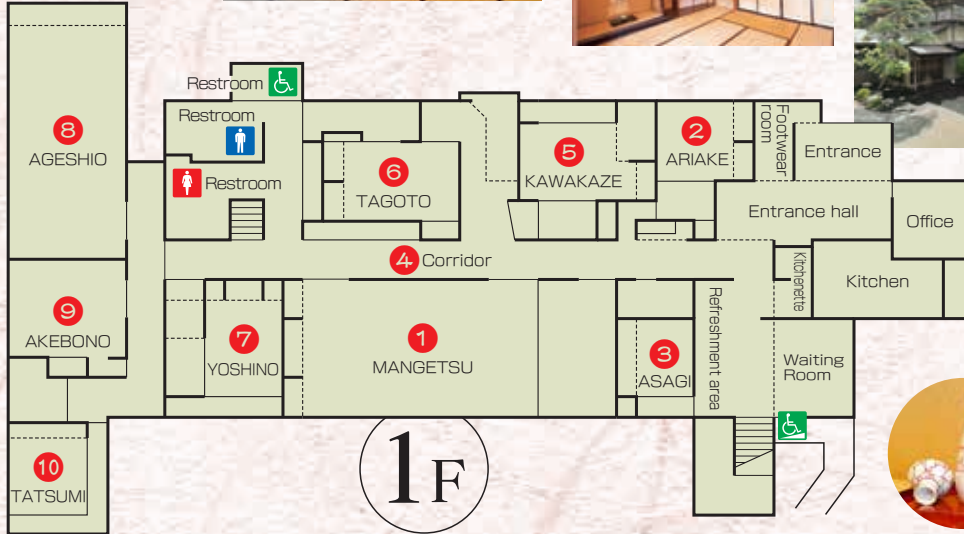 Restroom
Restroom
Restroom
8
AGESHIO
6
TAGOTO
5
KAWAKAZE
2
ARIAKE
Footwear
room
Entrance
Entrance hall
Office
4 Corridor
Kitchenette
Kitchen
9
AKEBONO
7
YOSHINO
1
MANGETSU
3
ASAGI
Refreshment area
Waiting
Room
10
TATSUMI
1F